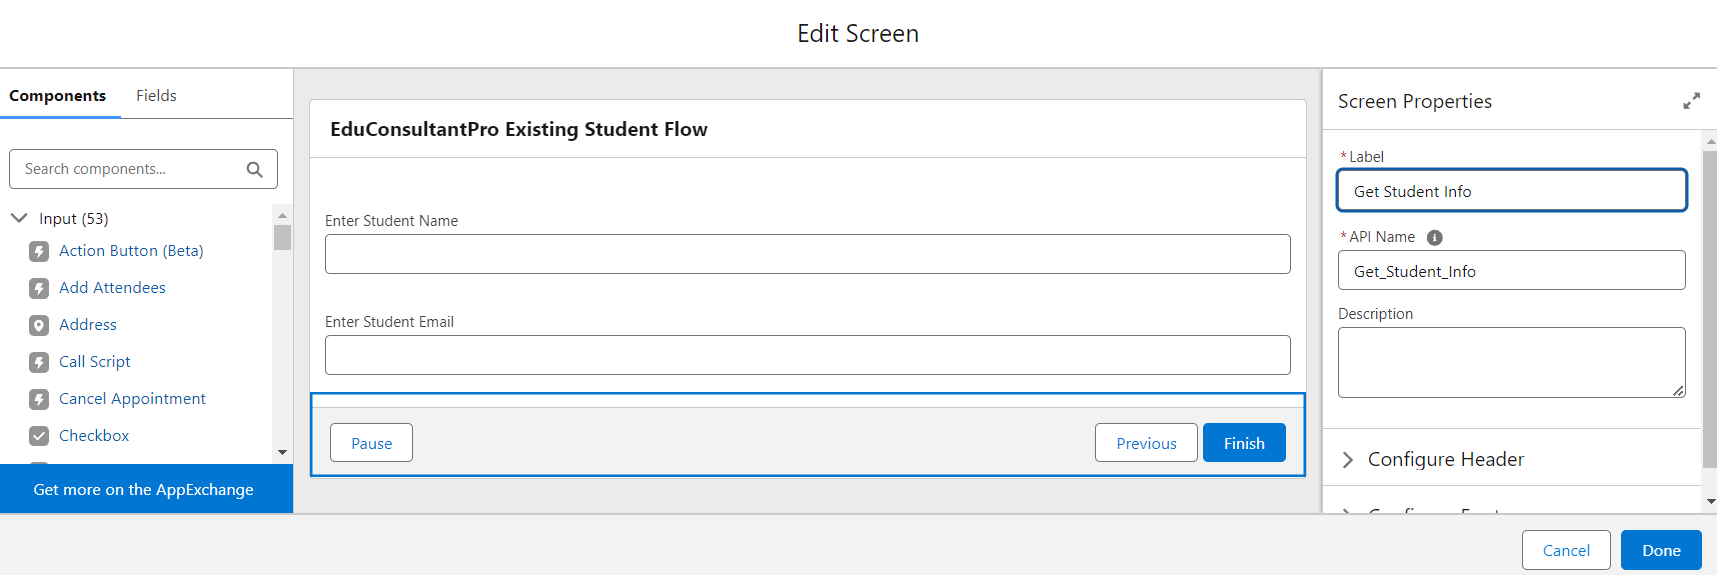 Edit Screen
Components
Fields
Search components...
Input (53)
Action Button (Beta)
Add Attendees
Address
Call Script
Cancel Appointment
Checkbox
Get more on the AppExchange
EduConsultantPro Existing Student Flow
Enter Student Name
Enter Student Email
Pause
Previous
Finish
Screen Properties
*Label
Get Student Info
*API Name
Get_Student_Info
Description
Configure Header
Cancel
Done